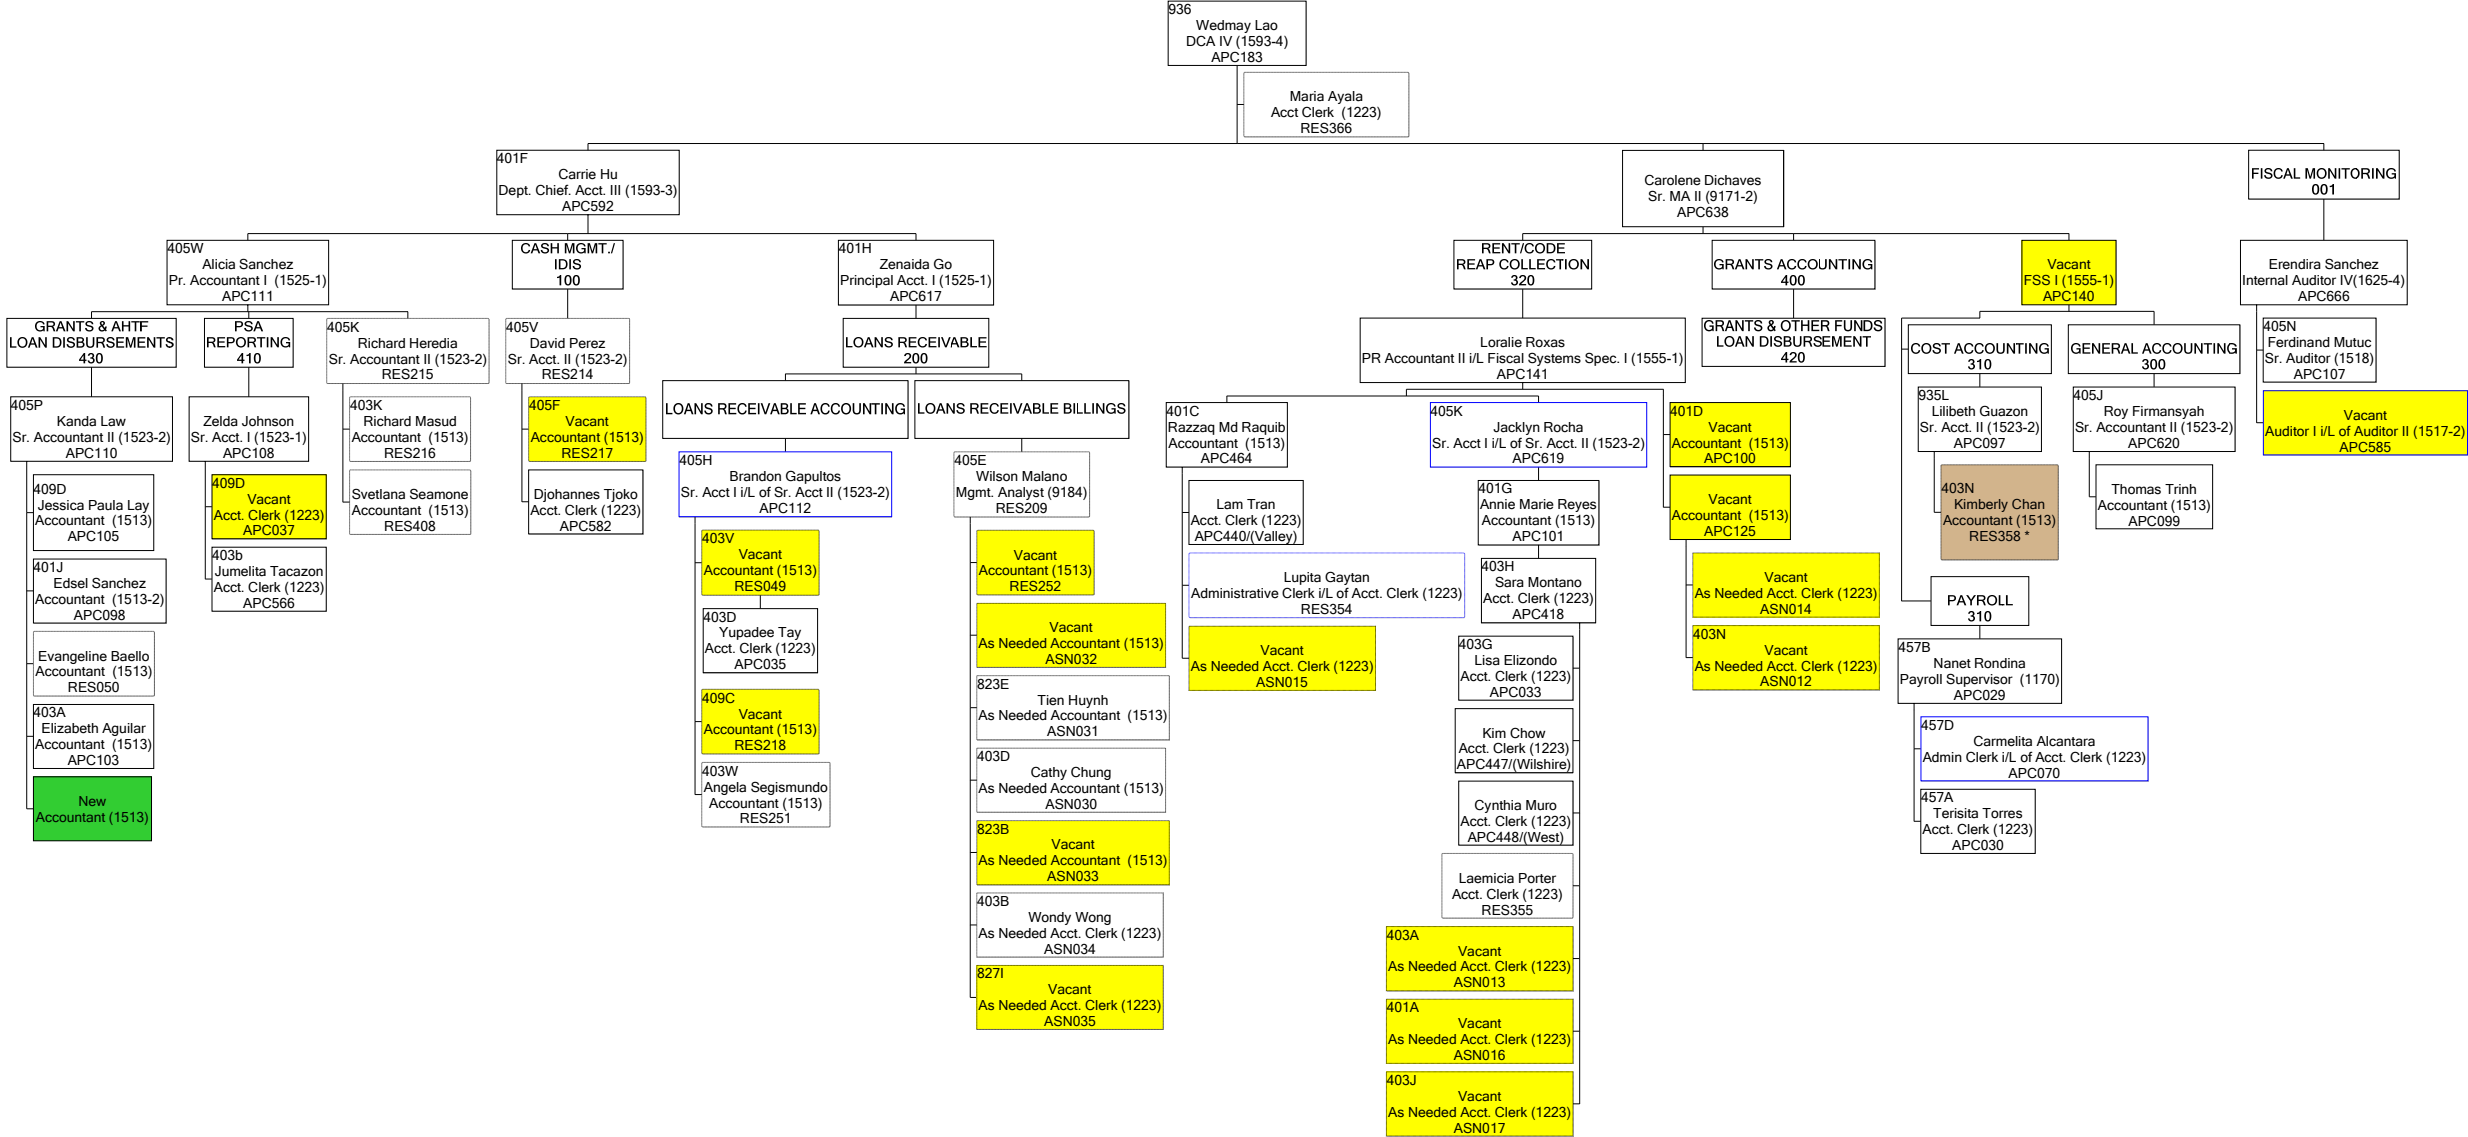 936
Wedmay Lao
DCA IV (1593-4)
APC183
Maria Ayala
Acct Clerk (1223)
RES366
401F
Carrie Hu
Dept. Chief. Acct. III (1593-3)
APC592
Carolene Dichaves
Sr. MA II (9171-2)
APC638
FISCAL MONITORING
001
405W
Alicia Sanchez
Pr. Accountant I (1525-1)
APC111
CASH MGMT./
IDIS
100
401H
Zenaida Go
Principal Acct. I (1525-1)
APC617
RENT/CODE
REAP COLLECTION
320
GRANTS ACCOUNTING
400
Vacant
FSS I (1555-1)
APC140
Erendira Sanchez
Internal Auditor IV(1625-4)
APC666
GRANTS & AHTF
LOAN DISBURSEMENTS
430
PSA
REPORTING
410
405K
Richard Heredia
Sr. Accountant II (1523-2)
RES215
405V
David Perez
Sr. Acct. II (1523-2)
RES214
LOANS RECEIVABLE
200
Loralie Roxas
PR Accountant II i/L Fiscal Systems Spec. I (1555-1)
APC141
GRANTS & OTHER FUNDS
LOAN DISBURSEMENT
420
COST ACCOUNTING
310
GENERAL ACCOUNTING
300
405N
Ferdinand Mutuc
Sr. Auditor (1518)
APC107
405P
Kanda Law
Sr. Accountant II (1523-2)
APC110
Zelda Johnson
Sr. Acct. I (1523-1)
APC108
403K
Richard Masud
Accountant (1513)
RES216
405F
Vacant
Accountant (1513)
RES217
LOANS RECEIVABLE ACCOUNTING
LOANS RECEIVABLE BILLINGS
401C
Razzaq Md Raquib
Accountant (1513)
APC464
405K
Jacklyn Rocha
Sr. Acct I i/L of Sr. Acct. II (1523-2)
APC619
401D
Vacant
Accountant (1513)
APC100
935L
Lilibeth Guazon
Sr. Acct. II (1523-2)
APC097
405J
Roy Firmansyah
Sr. Accountant II (1523-2)
APC620
Vacant
Auditor I i/L of Auditor II (1517-2)
APC585
409D
Jessica Paula Lay
Accountant (1513)
APC105
409D
Vacant
Acct. Clerk (1223)
APC037
Svetlana Seamone
Accountant (1513)
RES408
Djohannes Tjoko
Acct. Clerk (1223)
APC582
405H
Brandon Gapultos
Sr. Acct I i/L of Sr. Acct II (1523-2)
APC112
405E
Wilson Malano
Mgmt. Analyst (9184)
RES209
Lam Tran
Acct. Clerk (1223)
APC440/(Valley)
401G
Annie Marie Reyes
Accountant (1513)
APC101
Vacant
Accountant (1513)
APC125
403N
Kimberly Chan
Accountant (1513)
RES358 *
Thomas Trinh
Accountant (1513)
APC099
401J
Edsel Sanchez
Accountant (1513-2)
APC098
403b
Jumelita Tacazon
Acct. Clerk (1223)
APC566
403V
Vacant
Accountant (1513)
RES049
Vacant
Accountant (1513)
RES252
Lupita Gaytan
Administrative Clerk i/L of Acct. Clerk (1223)
RES354
403H
Sara Montano
Acct. Clerk (1223)
APC418
Vacant
As Needed Acct. Clerk (1223)
ASN014
PAYROLL
310
Evangeline Baello
Accountant (1513)
RES050
403D
Yupadee Tay
Acct. Clerk (1223)
APC035
Vacant
As Needed Accountant (1513)
ASN032
Vacant
As Needed Acct. Clerk (1223)
ASN015
403G
Lisa Elizondo
Acct. Clerk (1223)
APC033
403N
Vacant
As Needed Acct. Clerk (1223)
ASN012
457B
Nanet Rondina
Payroll Supervisor (1170)
APC029
403A
Elizabeth Aguilar
Accountant (1513)
APC103
409C
Vacant
Accountant (1513)
RES218
823E
Tien Huynh
As Needed Accountant (1513)
ASN031
Kim Chow
Acct. Clerk (1223)
APC447/(Wilshire)
457D
Carmelita Alcantara
Admin Clerk i/L of Acct. Clerk (1223)
APC070
New
Accountant (1513)
403W
Angela Segismundo
Accountant (1513)
RES251
403D
Cathy Chung
As Needed Accountant (1513)
ASN030
Cynthia Muro
Acct. Clerk (1223)
APC448/(West)
457A
Terisita Torres
Acct. Clerk (1223)
APC030
823B
Vacant
As Needed Accountant (1513)
ASN033
Laemicia Porter
Acct. Clerk (1223)
RES355
403B
Wondy Wong
As Needed Acct. Clerk (1223)
ASN034
403A
Vacant
As Needed Acct. Clerk (1223)
ASN013
827I
Vacant
As Needed Acct. Clerk (1223)
ASN035
401A
Vacant
As Needed Acct. Clerk (1223)
ASN016
403J
Vacant
As Needed Acct. Clerk (1223)
ASN017